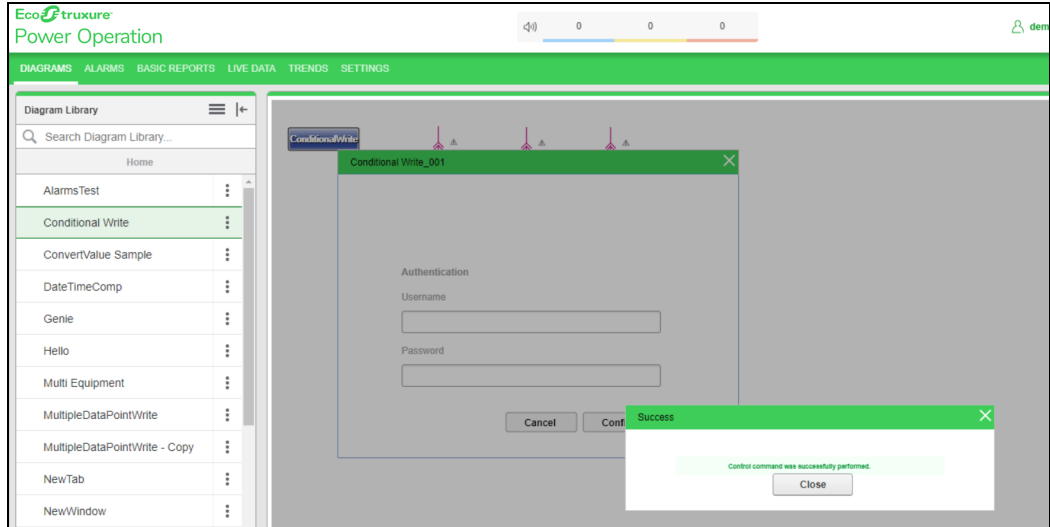 EcoStruxure
Power Operation
0 0 0
dem
DIAGRAMS ALARMS BASIC REPORTS LIVE DATA TRENDS SETTINGS
Diagram Library
Search Diagram Library...
Home
AlarmsTest
Conditional Write
ConvertValue Sample
DateTimeComp
Genie
Hello
Multi Equipment
MultipleDataPointWrite
MultipleDataPointWrite - Copy
NewTab
NewWindow
ConditionalWrite
Conditional Write_001
Authentication
Username
Password
Cancel Confi
Success
Control command was successfully performed.
Close